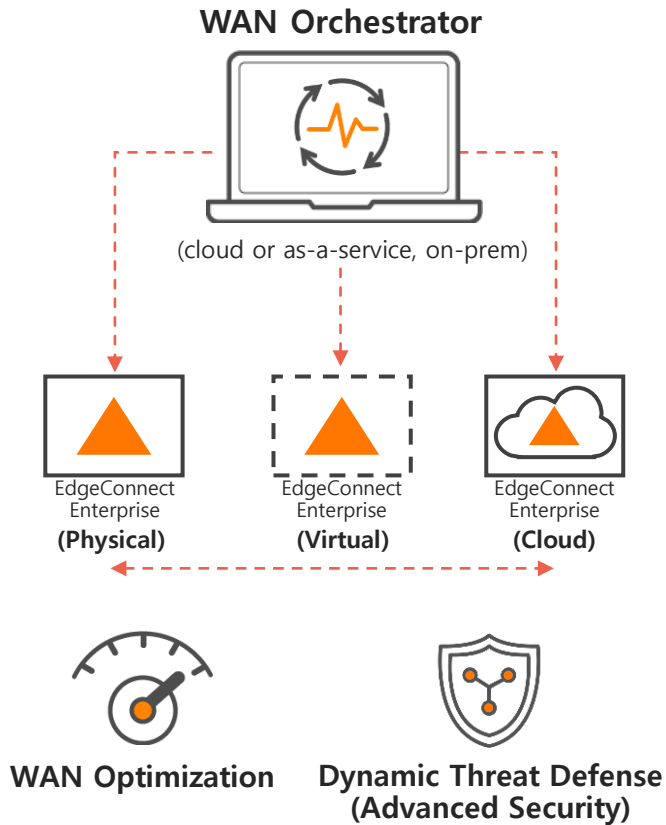 WAN Orchestrator
(cloud or as-a-service, on-prem)
EdgeConnect
Enterprise
(Physical)
EdgeConnect
Enterprise
(Virtual)
EdgeConnect
Enterprise
(Cloud)
WAN Optimization
Dynamic Threat Defense
(Advanced Security)